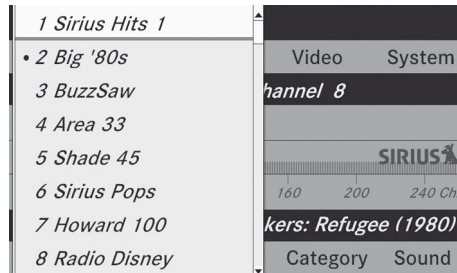 1 Sirius Hits 1
• 2 Big '80s
3 BuzzSaw
4 Area 33
5 Shade 45
6 Sirius Pops
7 Howard 100
8 Radio Disney
Video System
hannel 8
SIRIUS
160 200 240 Ch
kers: Refugee (1980)
Category Sound